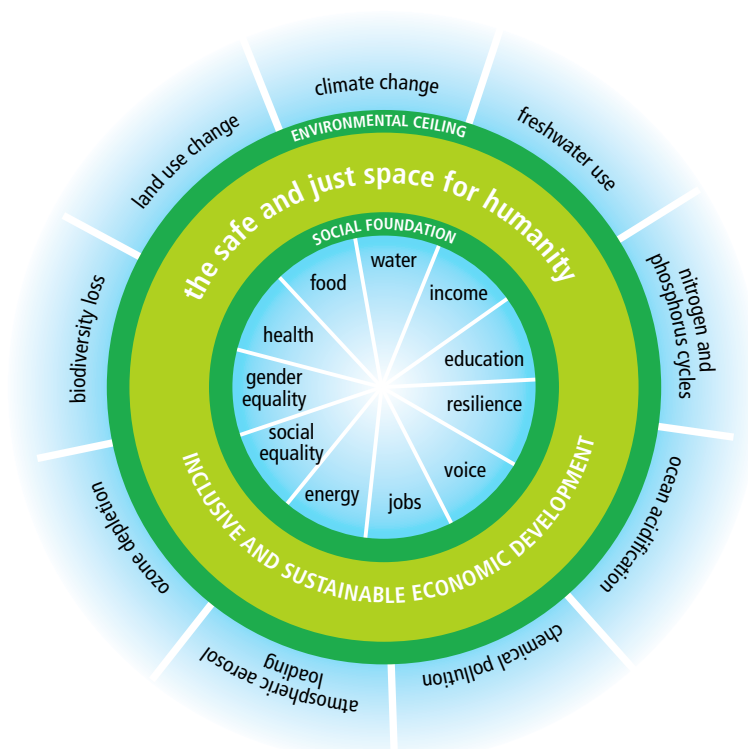 climate change
freshwater use
nitrogen and
phosphorus cycles
ocean acidification
chemical pollution
atmospheric aerosol
loading
ozone depletion
biodiversity loss
land use change
ENVIRONMENTAL CEILING
the safe and just space for humanity
SOCIAL FOUNDATION
water
income
education
resilience
voice
jobs
energy
social
equality
gender
equality
health
food
INCLUSIVE AND SUSTAINABLE ECONOMIC DEVELOPMENT